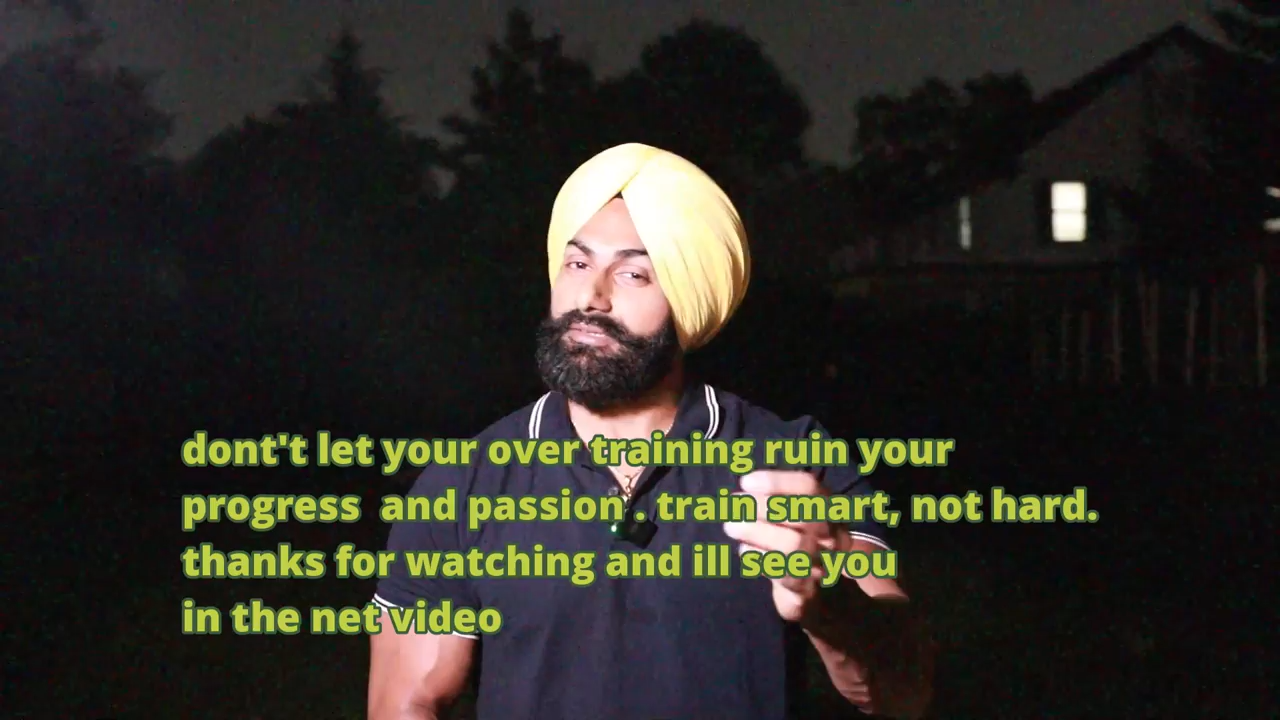 dont't let your over training ruin your
progress  and passion . train smart, not hard.
thanks for watching and ill see you
in the net video